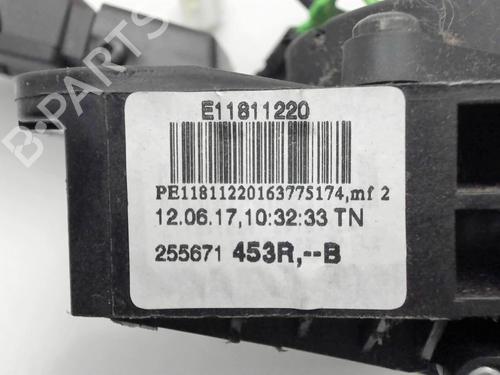 B-PARTS
E11811220
PE11811220163775174,mf 2
12.06.17,10:32:33 TN
255671 453R,--B